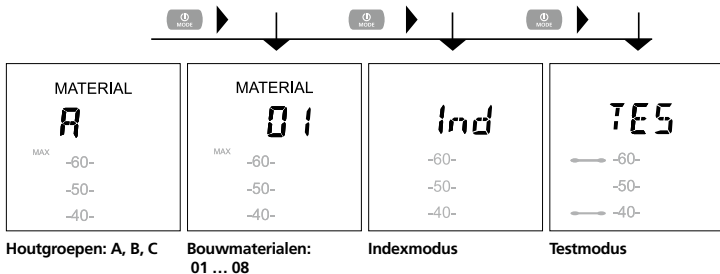 MODE
MODE
MODE
MATERIAL
A
MAX
-60-
-50-
-40-
MATERIAL
01
MAX
-60-
-50-
-40-
Ind
-60-
-50-
-40-
TES
-60-
-50-
-40-
Houtgroepen: A, B, C
Bouwmaterialen:
01 … 08
Indexmodus
Testmodus